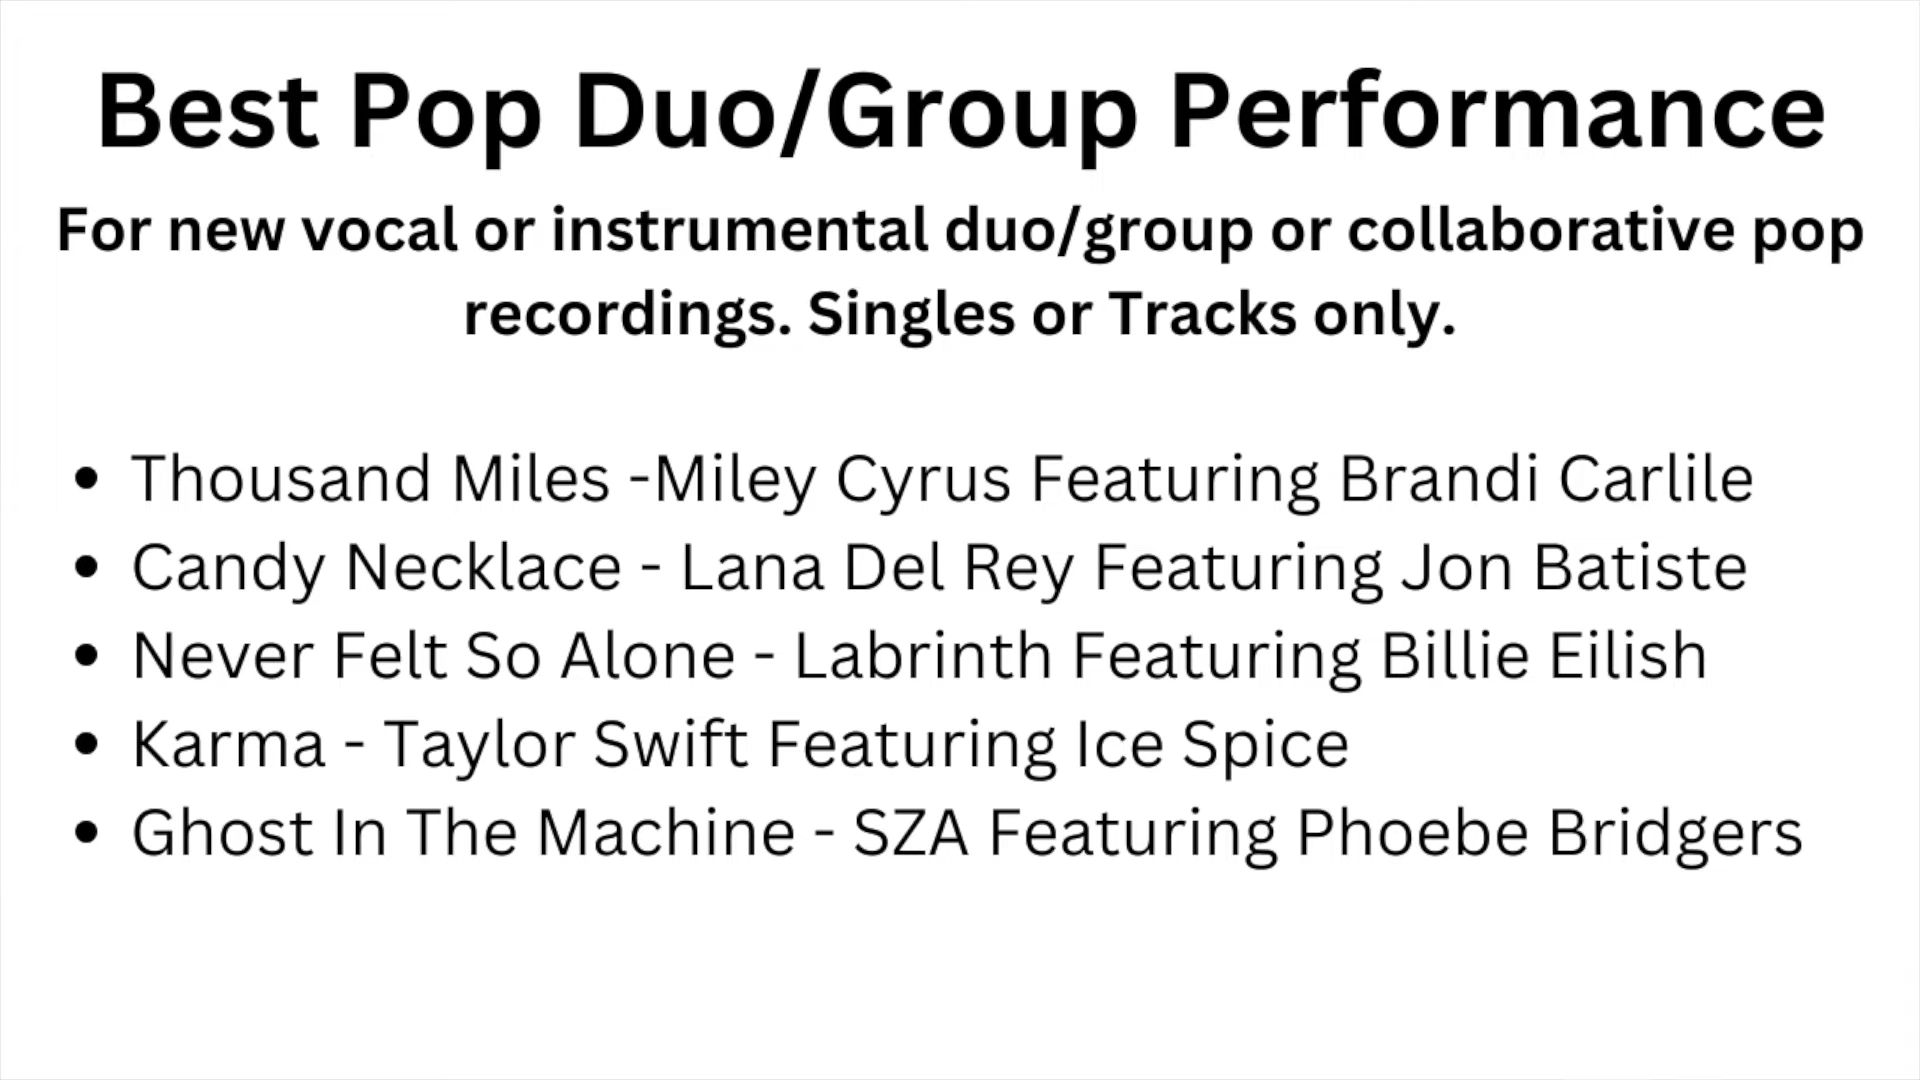 Best Pop Duo/Group Performance
For new vocal or instrumental duo/group or collaborative pop
recordings. Singles or Tracks only.
• Thousand Miles -Miley Cyrus Featuring Brandi Carlile
• Candy Necklace - Lana Del Rey Featuring Jon Batiste
• Never Felt So Alone - Labrinth Featuring Billie Eilish
• Karma - Taylor Swift Featuring Ice Spice
• Ghost In The Machine - SZA Featuring Phoebe Bridgers